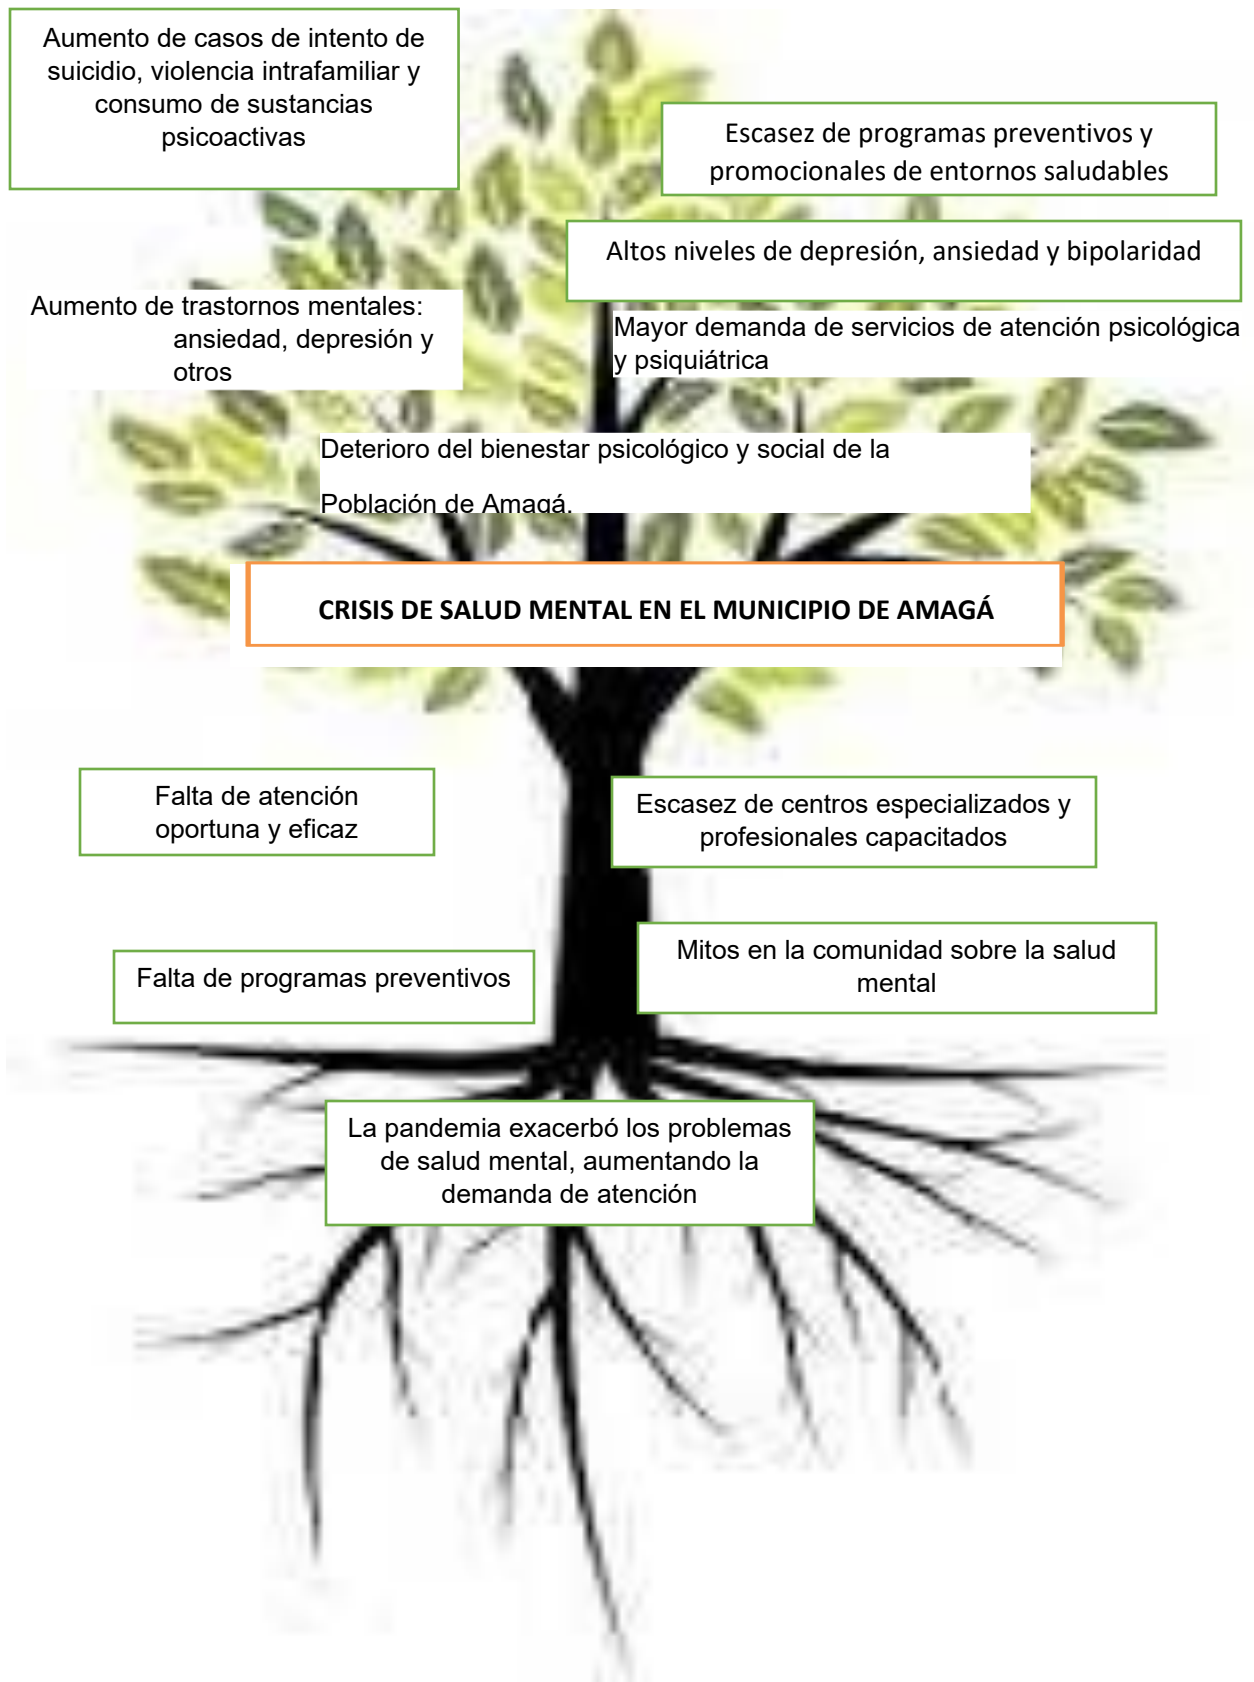 Aumento de casos de intento de
suicidio, violencia intrafamiliar y
consumo de sustancias
psicoactivas
Escasez de programas preventivos y
promocionales de entornos saludables
Altos niveles de depresión, ansiedad y bipolaridad
Aumento de trastornos mentales:
ansiedad, depresión y
otros
Mayor demanda de servicios de atención psicológica
y psiquiátrica
Deterioro del bienestar psicológico y social de la
Población de Amagá.
CRISIS DE SALUD MENTAL EN EL MUNICIPIO DE AMAGÁ
Falta de atención
oportuna y eficaz
Escasez de centros especializados y
profesionales capacitados
Falta de programas preventivos
Mitos en la comunidad sobre la salud
mental
La pandemia exacerbó los problemas
de salud mental, aumentando la
demanda de atención